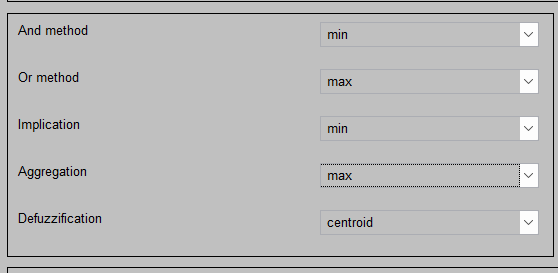 And method min
Or method max
Implication min
Aggregation max
Defuzzification centroid